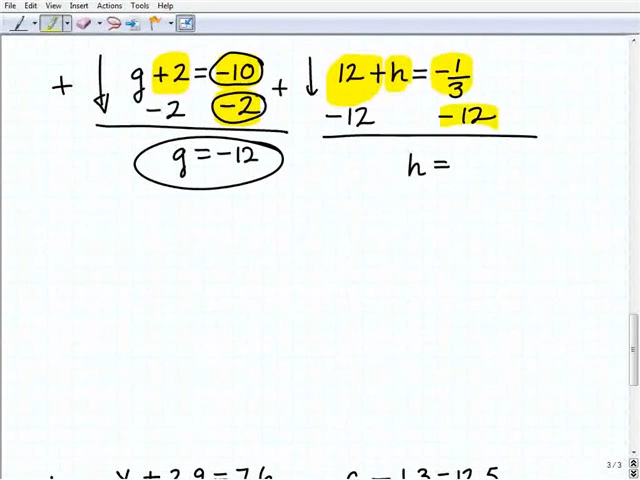 File Edit View Insert Actions Tools Help
+ ↓ g + 2 = -10 + ↓ 12 + h = -1/3
-2 -2 -12 -12
g = -12 h =
3 / 3